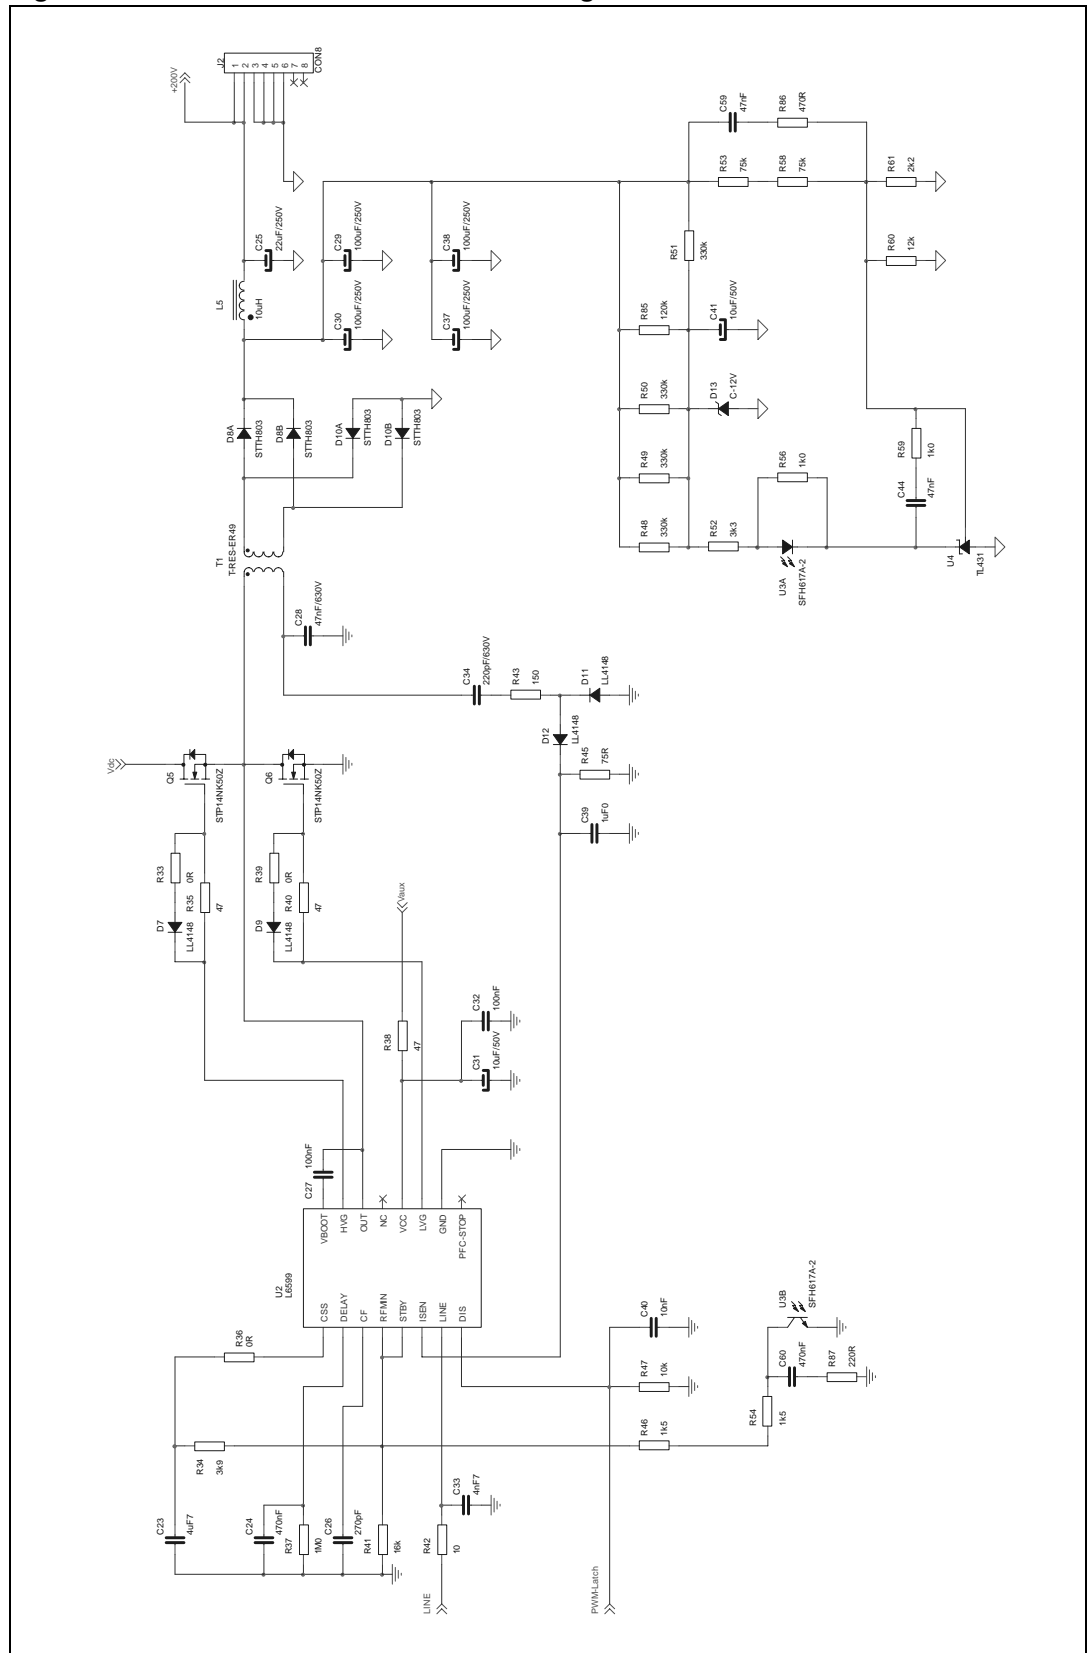 J2
CON8
1
2
3
4
5
6
7
8
+200V
C59
47nF
R86
470R
R53
75k
R58
75k
R61
2k2
R60
12k
R51
330k
C25
22uF/250V
C29
100uF/250V
C38
100uF/250V
L5
10uH
C30
100uF/250V
C37
100uF/250V
R85
120k
C41
10uF/50V
R50
330k
D13
C-12V
R49
330k
R48
330k
R52
3k3
R56
1k0
R59
1k0
C44
47nF
U3A
SFH617A-2
U4
TL431
D8A
STTH803
D8B
STTH803
D10A
STTH803
D10B
STTH803
T1
T-RES-ER49
C28
47nF/630V
C34
220pF/630V
R43
150
D11
LL4148
D12
LL4148
R45
75R
C39
1uF0
Vdc
Q5
STP14NK50Z
Q6
STP14NK50Z
R33
0R
R35
47
D7
LL4148
R39
0R
R40
47
D9
LL4148
Vaux
R38
47
C32
100nF
C31
10uF/50V
C27
100nF
U2
L6599
VBOOT
HVG
OUT
NC
VCC
LVG
GND
PFC-STOP
CSS
DELAY
CF
RFMIN
STBY
ISEN
LINE
DIS
R36
0R
R34
3k9
C23
4uF7
C24
470nF
R37
1M0
C26
270pF
R41
16k
R42
10
C33
4nF7
LINE
PWM-Latch
C40
10nF
R47
10k
R46
1k5
R54
1k5
U3B
SFH617A-2
C60
470nF
R87
220R